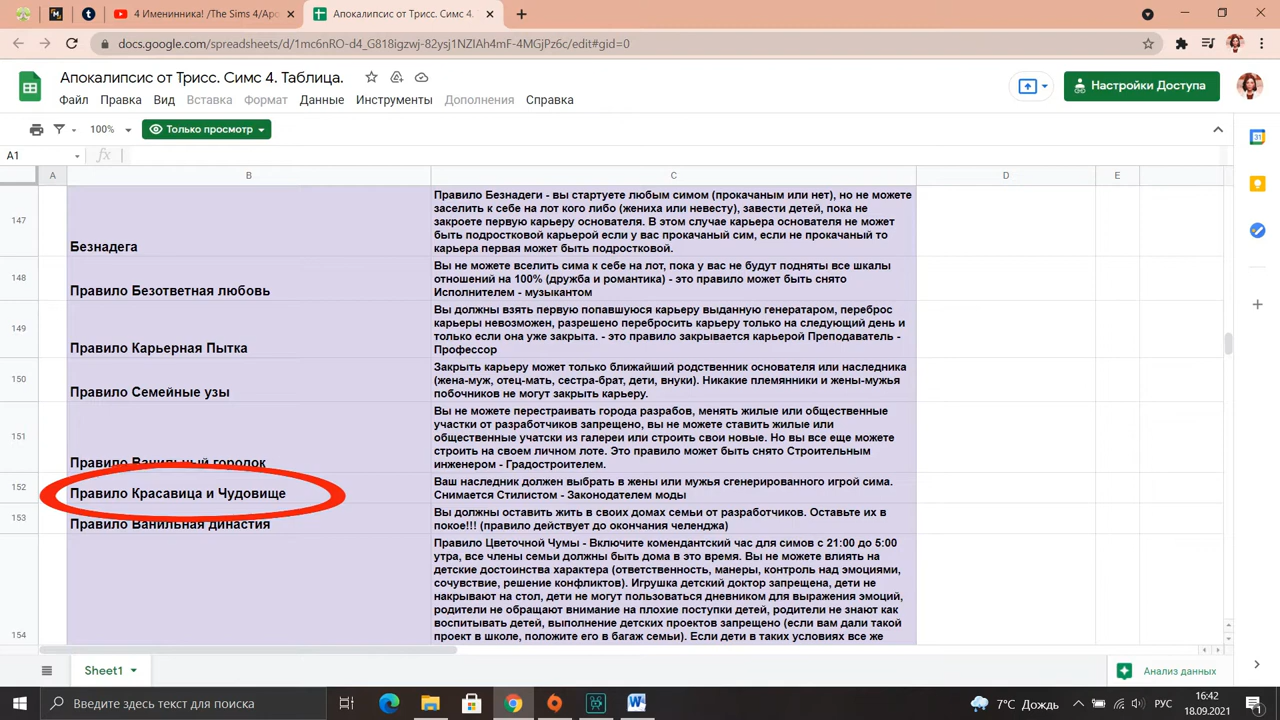 4 Именинника! /The Sims 4/Апо
Апокалипсис от Трисс. Симс 4.
docs.google.com/spreadsheets/d/1mc6nRO-d4_G818igzwj-82ysj1NZIAh4mF-4MGjPz6c/edit#gid=0
Апокалипсис от Трисс. Симс 4. Таблица.
Файл Правка Вид Вставка Формат Данные Инструменты Дополнения Справка
Настройки Доступа
100% Только просмотр
A1 fx
A B C D E
147
Безнадега
Правило Безнадеги - вы стартуете любым симом (прокачаным или нет), но не можете
заселить к себе на лот кого либо (жениха или невесту), завести детей, пока не
закроете первую карьеру основателя. В этом случае карьера основателя не может
быть подростковой карьерой если у вас прокачаный сим, если не прокачаный то
карьера первая может быть подростковой.
148
Правило Безответная любовь
Вы не можете вселить сима к себе на лот, пока у вас не будут подняты все шкалы
отношений на 100% (дружба и романтика) - это правило может быть снято
Исполнителем - музыкантом
149
Правило Карьерная Пытка
Вы должны взять первую попавшуюся карьеру выданную генератаром, переброс
карьеры невозможен, разрешено перебросить карьеру только на следующий день и
только если она уже закрыта. - это правило закрывается карьерой Преподаватель -
Профессор
150
Правило Семейные узы
Закрыть карьеру может только ближайший родственник основателя или наследника
(жена-муж, отец-мать, сестра-брат, дети, внуки). Никакие племянники и жены-мужья
побочников не могут закрыть карьеру.
151
Правило Ванильный городок
Вы не можете перестраивать города разрабов, менять жилые или общественные
участки от разработчиков запрещено, вы не можете ставить жилые или
общественные учатски из галереи или строить свои новые. Но вы все еще можете
строить на своем личном лоте. Это правило может быть снято Строительным
инженером - Градостроителем.
152
Правило Красавица и Чудовище
Ваш наследник должен выбрать в жены или мужья сгенерированного игрой сима.
Снимается Стилистом - Законодателем моды
153
Правило Ванильная династия
Вы должны оставить жить в своих домах семьи от разработчиков. Оставьте их в
покое!!! (правило действует до окончания челенджа)
154
Правило Цветочной Чумы - Включите комендантский час для симов с 21:00 до 5:00
утра, все члены семьи должны быть дома в это время. Вы не можете влиять на
детские достоинства характера (ответственность, манеры, контроль над эмоциями,
сочувствие, решение конфликтов). Игрушка детский доктор запрещена, дети не
накрывают на стол, дети не могут пользоваться дневником для выражения эмоций,
родители не обращают внимание на плохие поступки детей, родители не знают как
воспитывать детей, выполнение детских проектов запрещено (если вам дали такой
проект в школе, положите его в багаж семьи). Если дети в таких условиях все же
Sheet1
Анализ данных
Введите здесь текст для поиска
7°C Дождь
РУС
16:42
18.09.2021